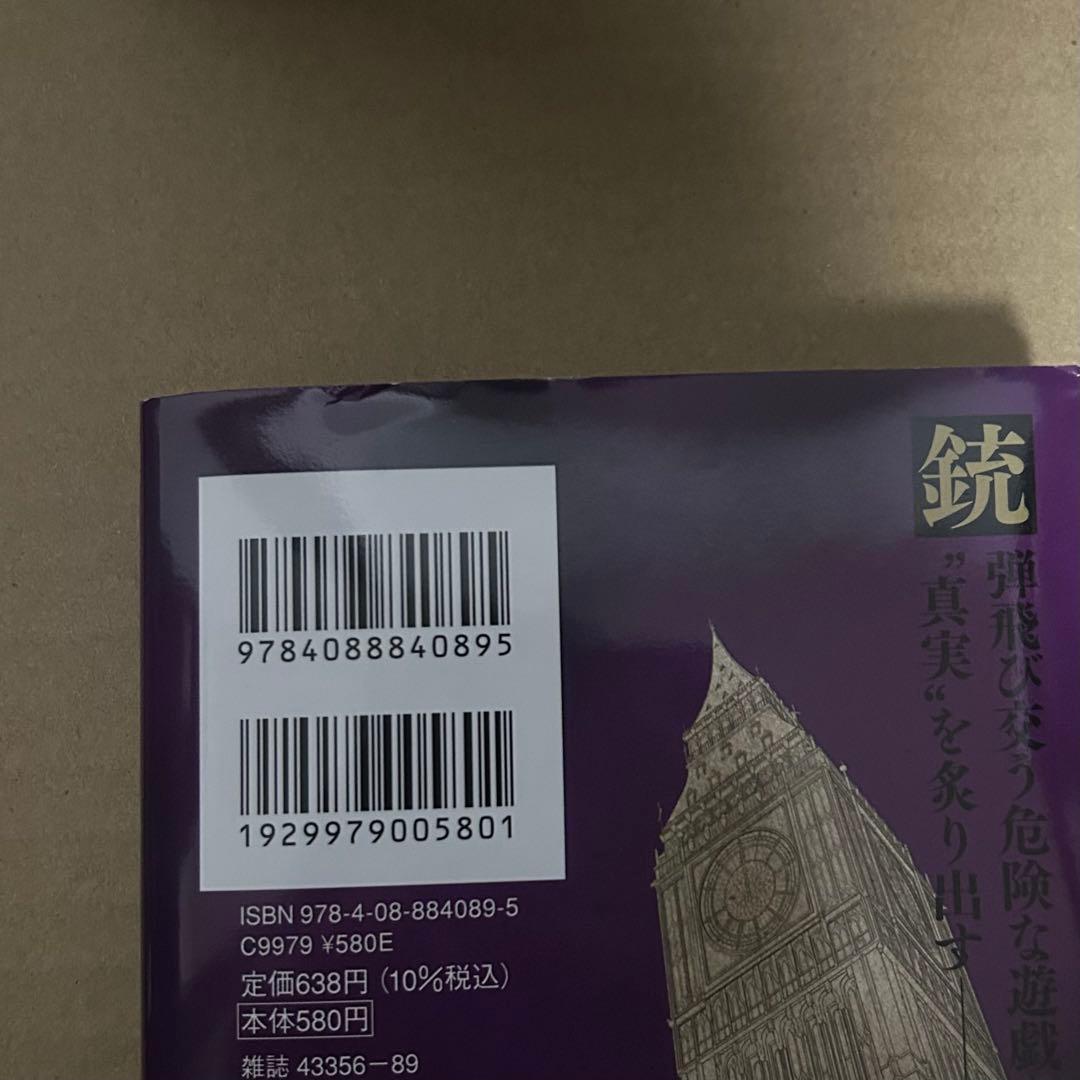 銃
弾飛び交う危険な遊戯
”真実“を炙り出す
9784088840895
1929979005801
ISBN 978-4-08-884089-5
C9979 ¥580E
定価638円（10%税込）
本体580円
雑誌 43356－89